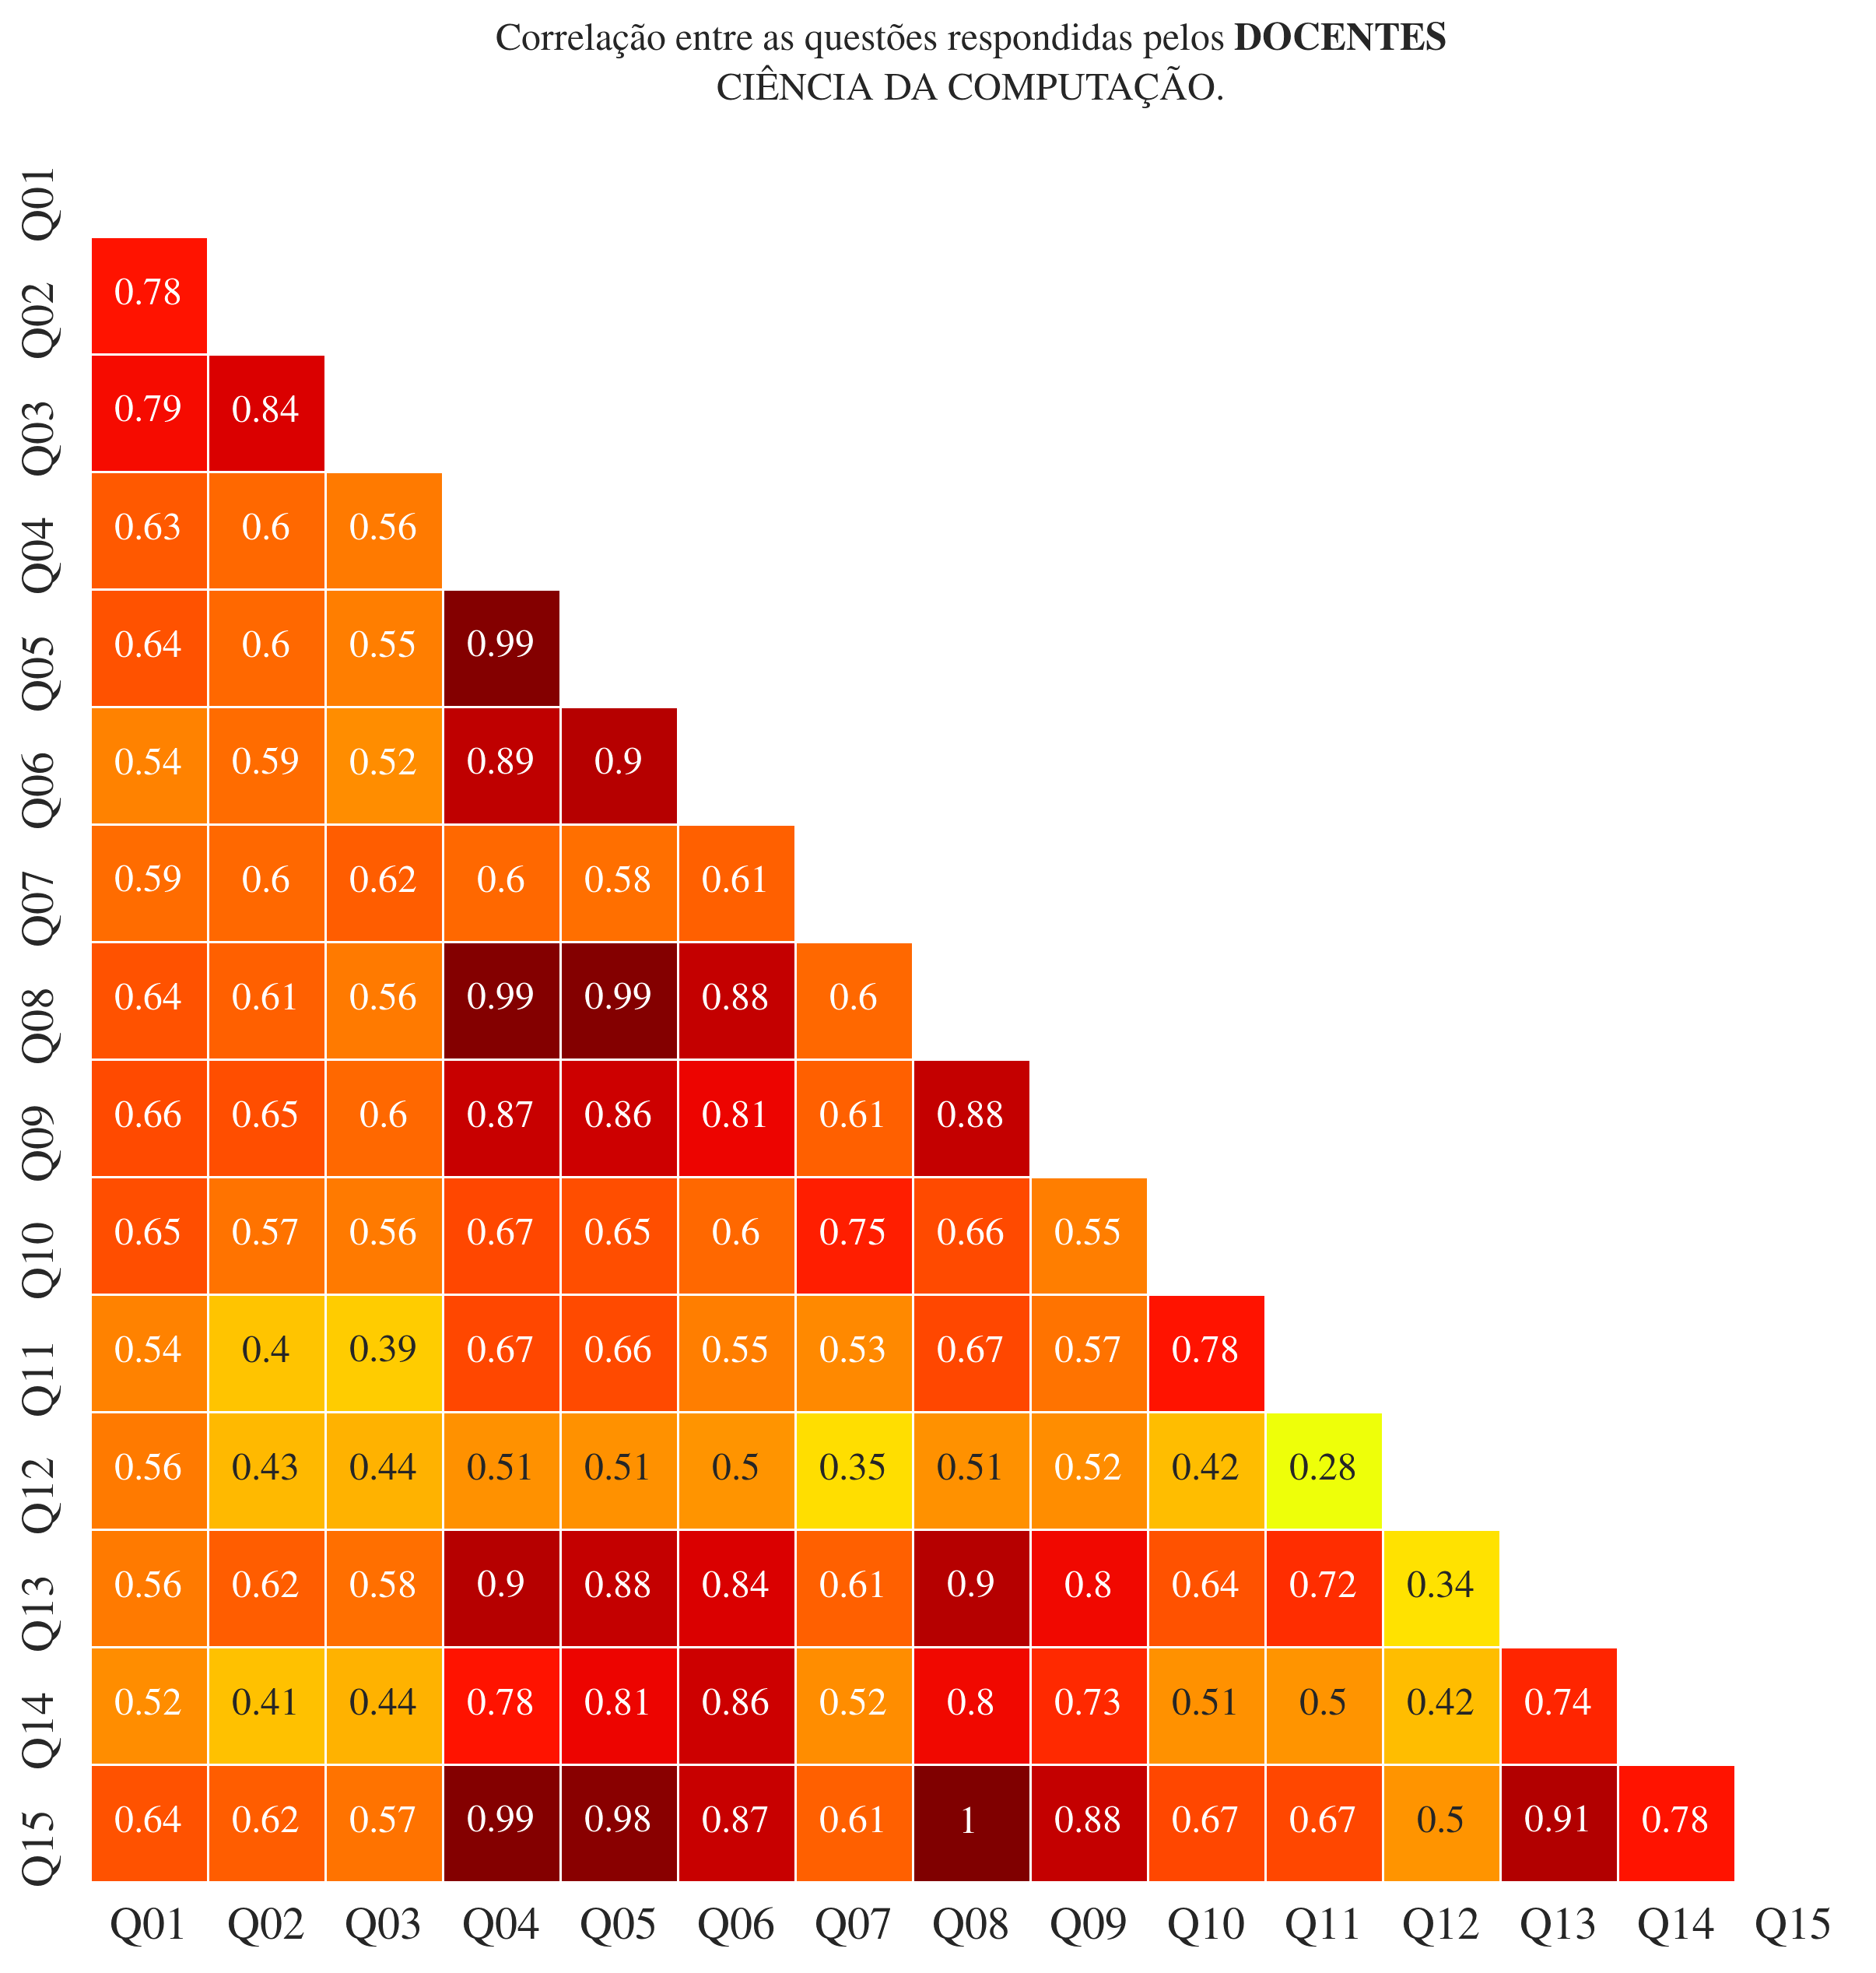 Correlação entre as questões respondidas pelos DOCENTES
CIÊNCIA DA COMPUTAÇÃO.
Q01
Q02 0.78
Q03 0.79 0.84
Q04 0.63 0.6 0.56
Q05 0.64 0.6 0.55 0.99
Q06 0.54 0.59 0.52 0.89 0.9
Q07 0.59 0.6 0.62 0.6 0.58 0.61
Q08 0.64 0.61 0.56 0.99 0.99 0.88 0.6
Q09 0.66 0.65 0.6 0.87 0.86 0.81 0.61 0.88
Q10 0.65 0.57 0.56 0.67 0.65 0.6 0.75 0.66 0.55
Q11 0.54 0.4 0.39 0.67 0.66 0.55 0.53 0.67 0.57 0.78
Q12 0.56 0.43 0.44 0.51 0.51 0.5 0.35 0.51 0.52 0.42 0.28
Q13 0.56 0.62 0.58 0.9 0.88 0.84 0.61 0.9 0.8 0.64 0.72 0.34
Q14 0.52 0.41 0.44 0.78 0.81 0.86 0.52 0.8 0.73 0.51 0.5 0.42 0.74
Q15 0.64 0.62 0.57 0.99 0.98 0.87 0.61 1 0.88 0.67 0.67 0.5 0.91 0.78
Q01 Q02 Q03 Q04 Q05 Q06 Q07 Q08 Q09 Q10 Q11 Q12 Q13 Q14 Q15